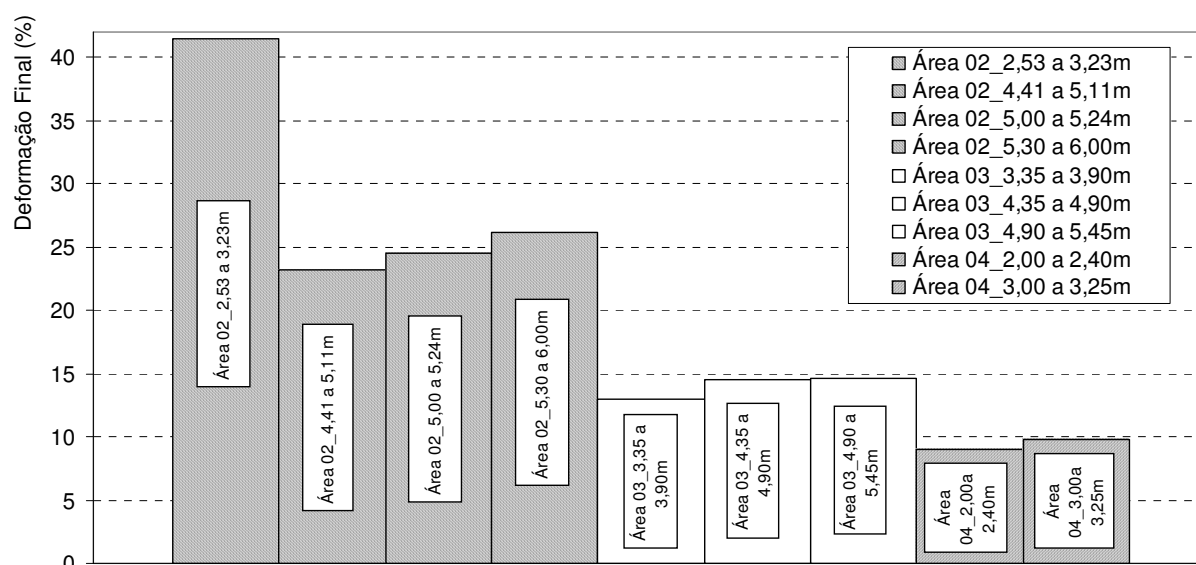 Deformação Final (%)
40
35
30
25
20
15
10
5
0
Área 02_2,53 a 3,23m
Área 02_4,41 a 5,11m
Área 02_5,00 a 5,24m
Área 02_5,30 a 6,00m
Área 03_3,35 a
3,90m
Área 03_4,35 a
4,90m
Área 03_4,90 a
5,45m
Área
04_2,00a
2,40m
Área
04_3,00a
3,25m
Área 02_2,53 a 3,23m
Área 02_4,41 a 5,11m
Área 02_5,00 a 5,24m
Área 02_5,30 a 6,00m
Área 03_3,35 a 3,90m
Área 03_4,35 a 4,90m
Área 03_4,90 a 5,45m
Área 04_2,00 a 2,40m
Área 04_3,00 a 3,25m